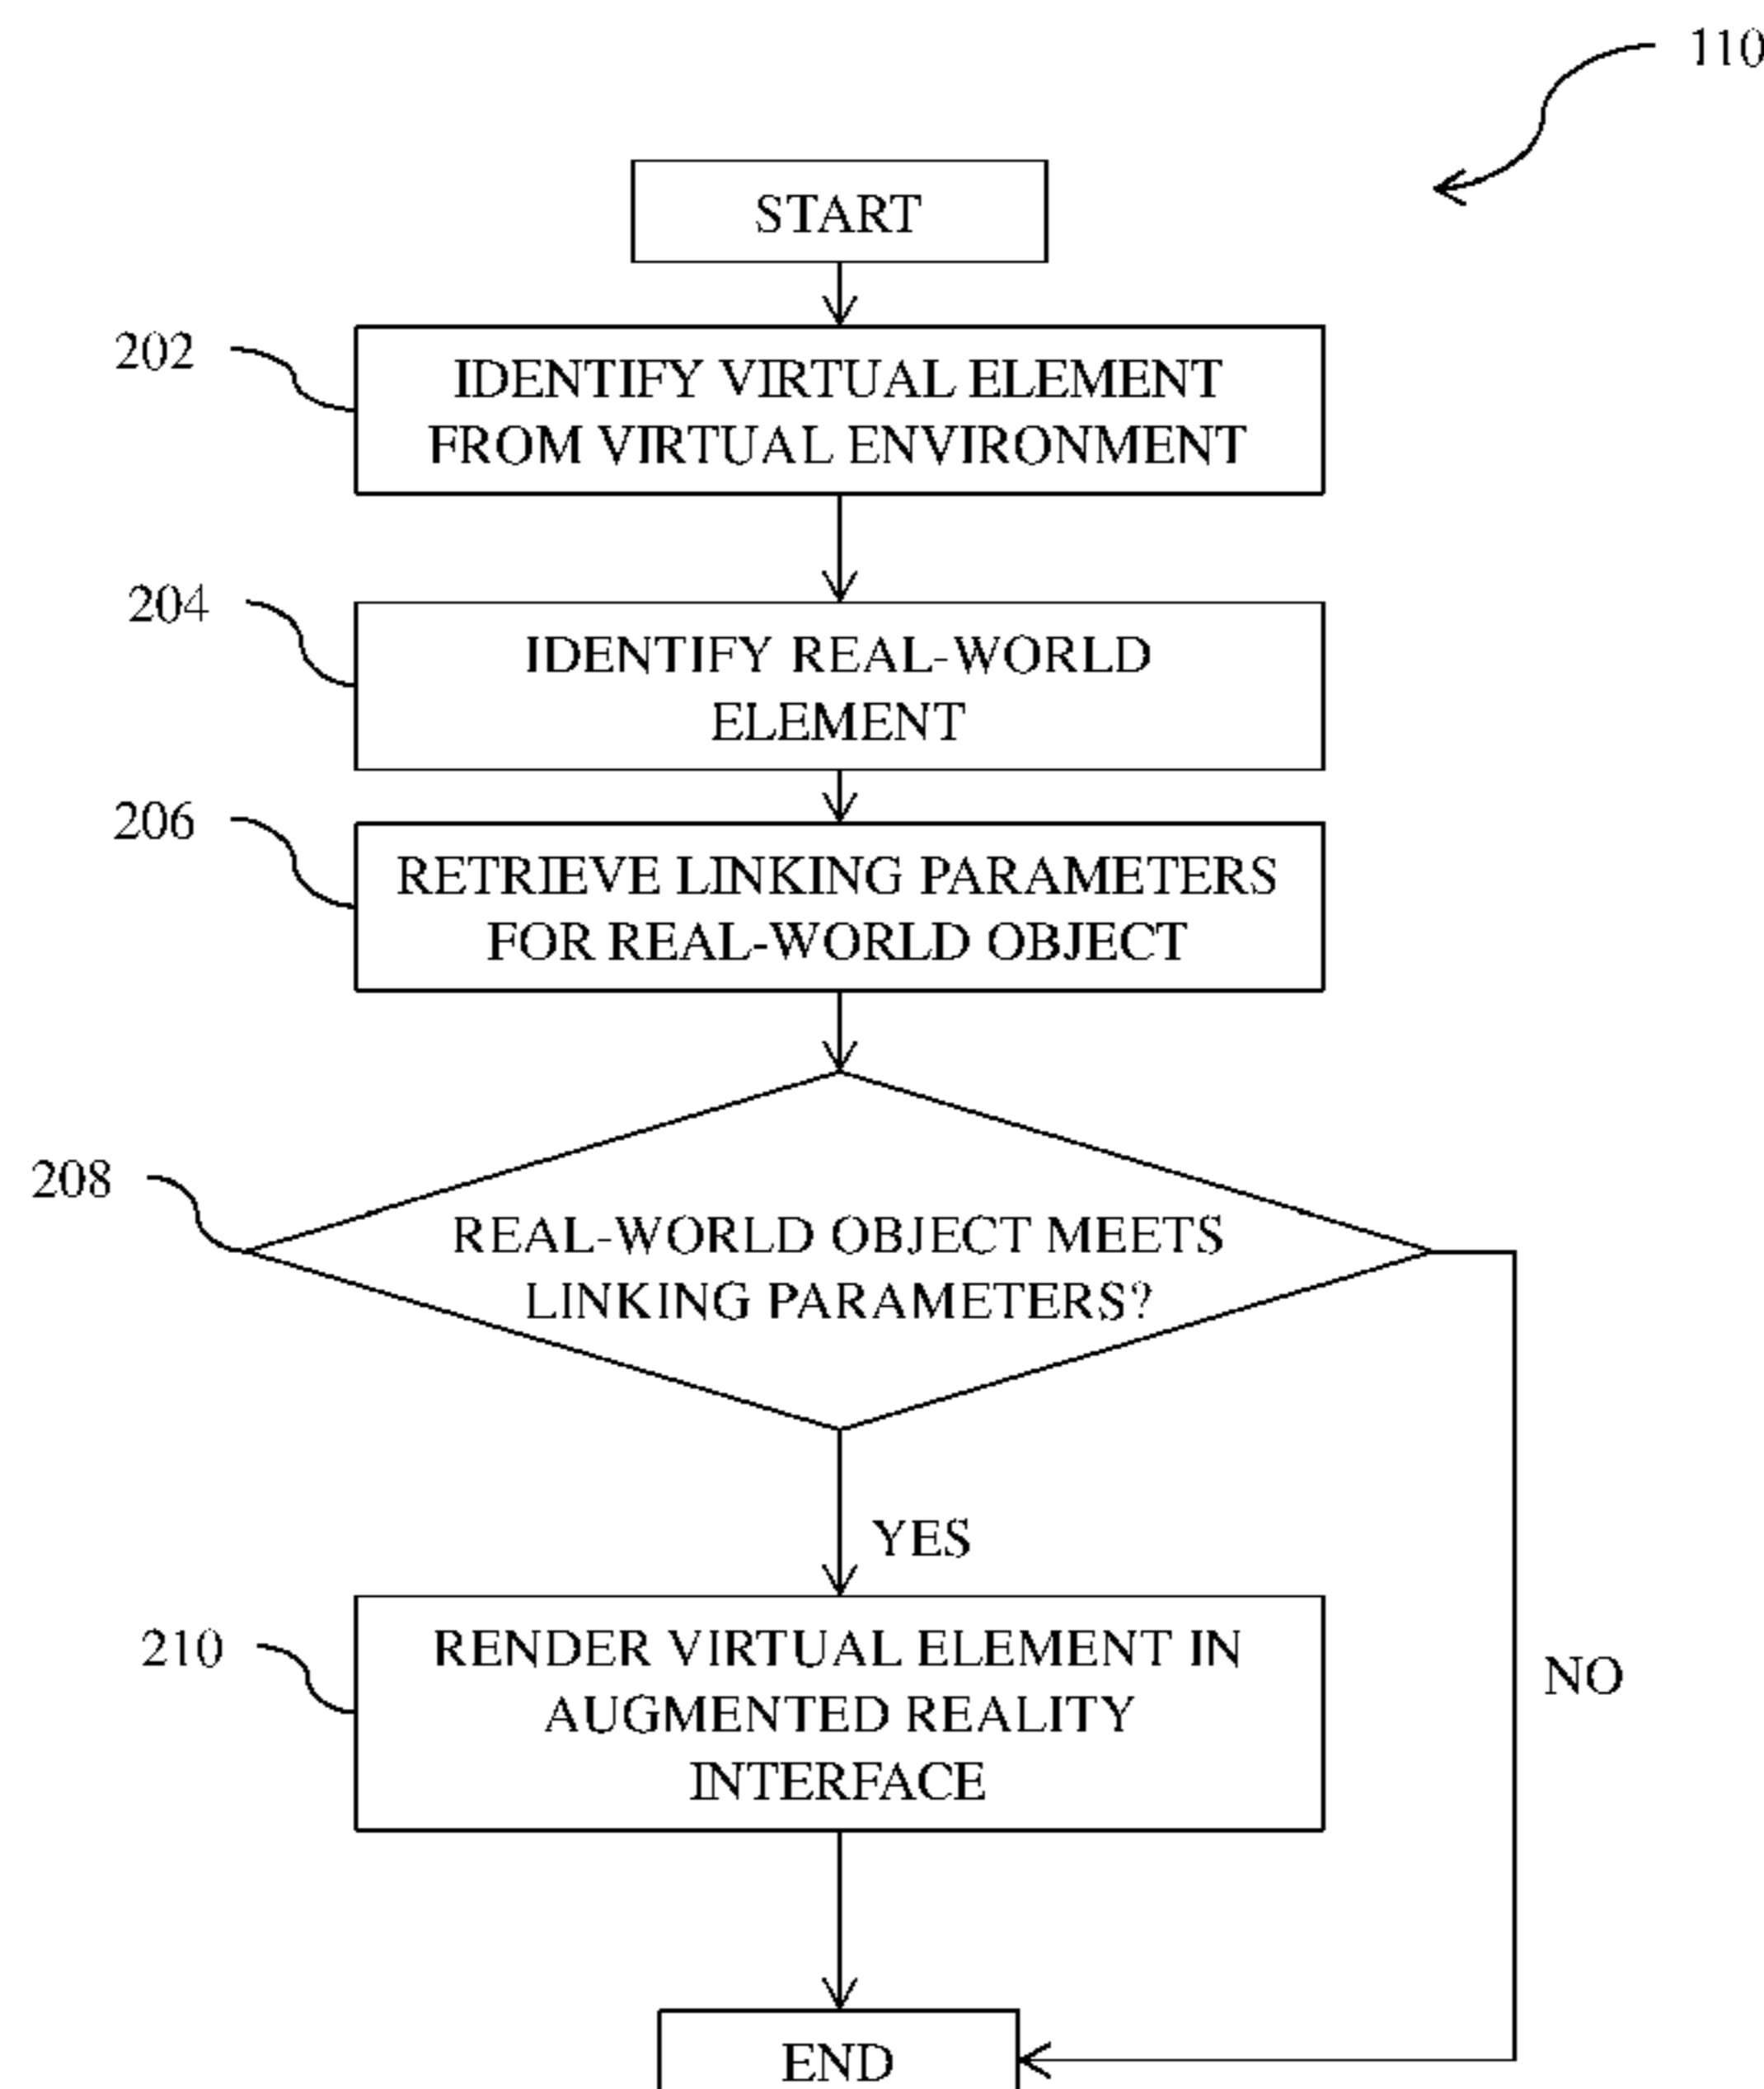 110
START
202
IDENTIFY VIRTUAL ELEMENT
FROM VIRTUAL ENVIRONMENT
204
IDENTIFY REAL-WORLD
ELEMENT
206
RETRIEVE LINKING PARAMETERS
FOR REAL-WORLD OBJECT
208
REAL-WORLD OBJECT MEETS
LINKING PARAMETERS?
YES
210
RENDER VIRTUAL ELEMENT IN
AUGMENTED REALITY
INTERFACE
NO
END